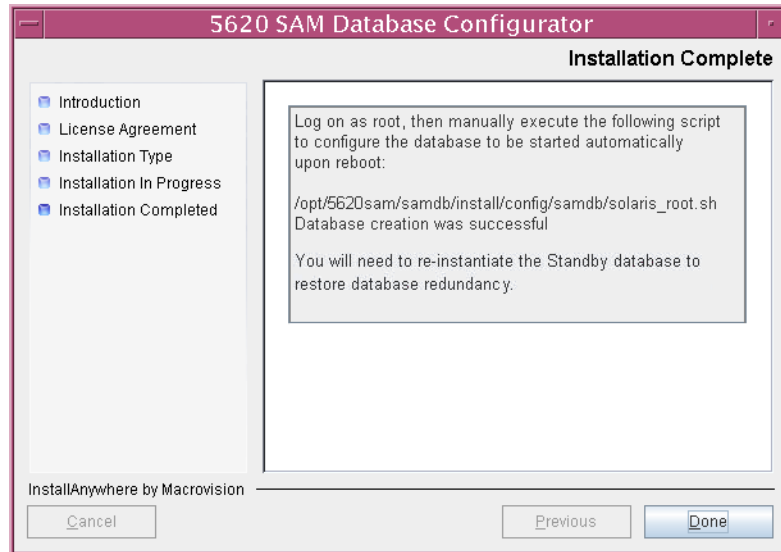 5620 SAM Database Configurator
Installation Complete
Introduction
License Agreement
Installation Type
Installation In Progress
Installation Completed
Log on as root, then manually execute the following script
to configure the database to be started automatically
upon reboot:
/opt/5620sam/samdb/install/config/samdb/solaris_root.sh
Database creation was successful
You will need to re-instantiate the Standby database to
restore database redundancy.
InstallAnywhere by Macrovision
Cancel
Previous
Done